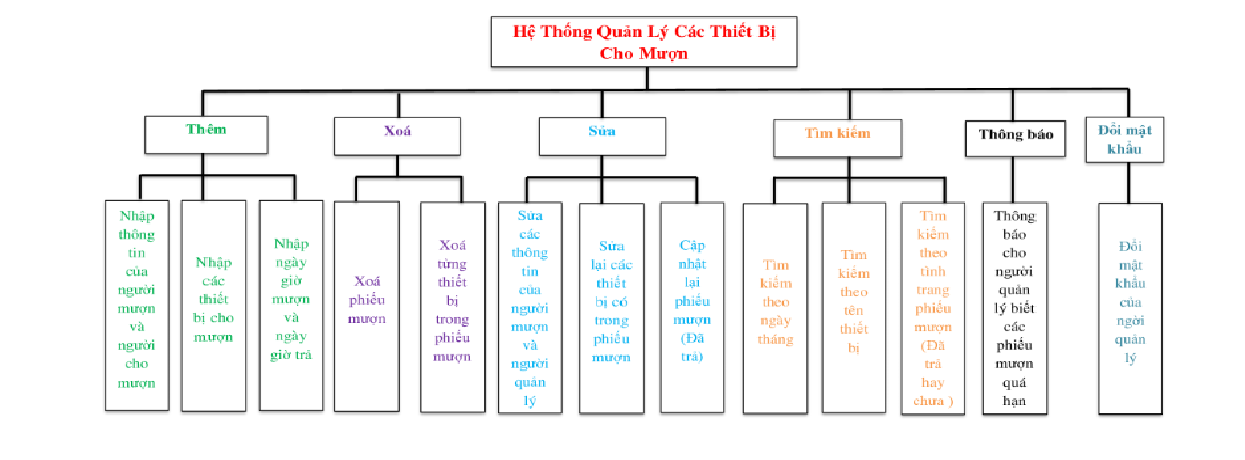 Hệ Thống Quản Lý Các Thiết Bị
Cho Mượn
Thêm
Xoá
Sửa
Tìm kiếm
Thông báo
Đổi mật
khẩu
Nhập
thông
tin
của
người
mượn
và
người
cho
mượn
Nhập
các
thiết
bị cho
mượn
Nhập
ngày
giờ
mượn
và
ngày
giờ trả
Xoá
phiếu
mượn
Xoá
từng
thiết
bị
trong
phiếu
mượn
Sửa
các
thông
tin
của
người
mượn
và
người
quản
lý
Sửa
lại các
thiết
bị có
trong
phiếu
mượn
Cập
nhật
lại
phiếu
mượn
(Đã
trả)
Tìm
kiếm
theo
ngày
tháng
Tìm
kiếm
theo
tên
thiết
bị
Tìm
kiếm
theo
tình
trang
phiếu
mượn
(Đã
trả
hay
chưa )
Thông
báo
cho
người
quản
lý biết
các
phiếu
mượn
quá
hạn
Đổi
mật
khẩu
của
ngời
quản
lý